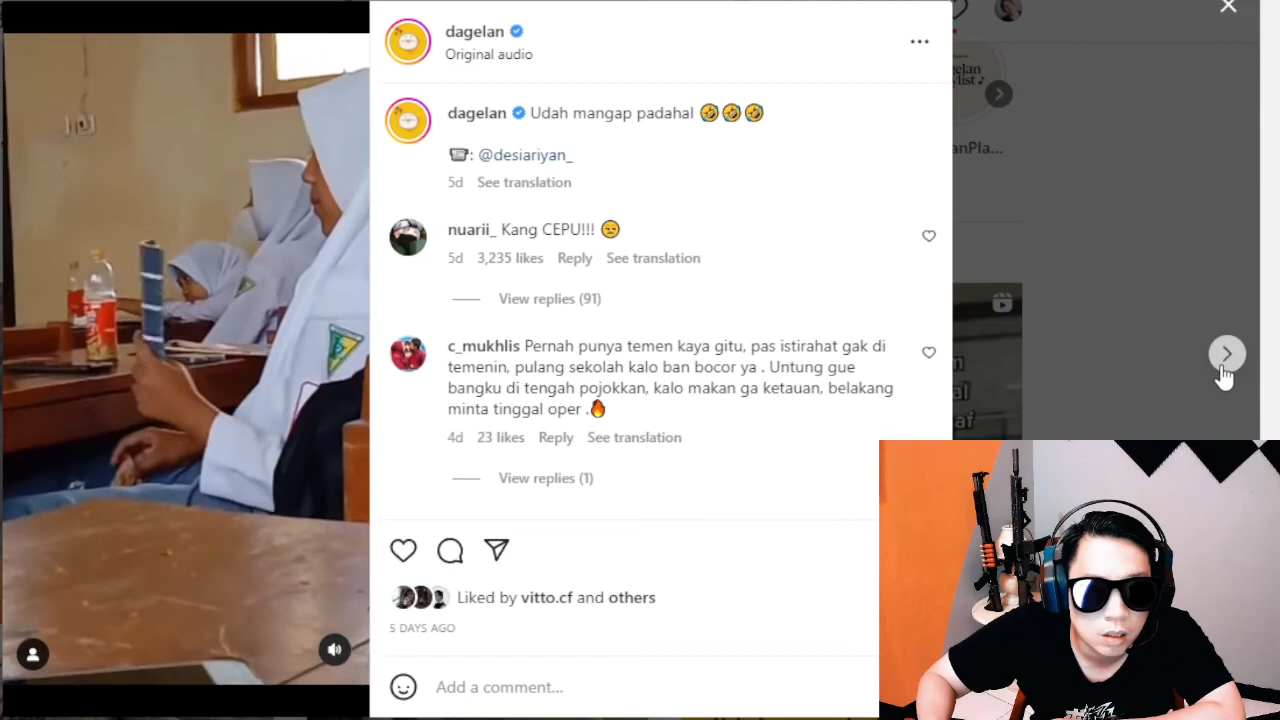 dagelan
Original audio
dagelan Udah mangap padahal 🤣🤣🤣
📹: @desiariyan_
5d See translation
nuarii_ Kang CEPU!!! 😔
5d 3,235 likes Reply See translation
View replies (91)
c_mukhlis Pernah punya temen kaya gitu, pas istirahat gak di
temenin, pulang sekolah kalo ban bocor ya . Untung gue
bangku di tengah pojokkan, kalo makan ga ketauan, belakang
minta tinggal oper .🔥
4d 23 likes Reply See translation
View replies (1)
Liked by vitto.cf and others
5 DAYS AGO
Add a comment...
anPla...